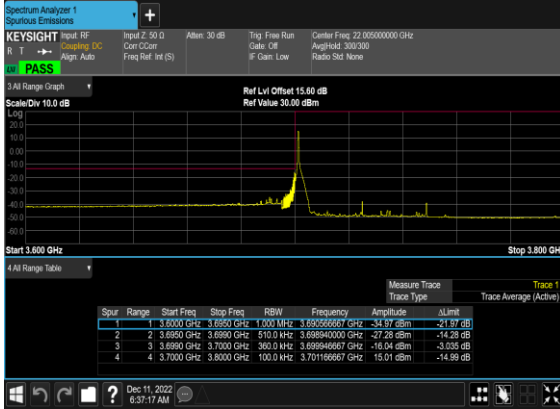 Spectrum Analyzer 1
Spurious Emissions
+
KEYSIGHT Input: RF Input Z: 50 Ω Atten: 30 dB Trig: Free Run Center Freq: 22.005000000 GHz
R T Coupling: DC Corr CCorr Gate: Off Avg|Hold: 300/300
Align: Auto Freq Ref: Int (S) IF Gain: Low Radio Std: None
LNI PASS
3 All Range Graph
Ref Lvl Offset 15.60 dB
Scale/Div 10.0 dB Ref Value 30.00 dBm
Log
20.0
10.0
0.00
-10.0
-20.0
-30.0
-40.0
-50.0
-60.0
Start 3.600 GHz Stop 3.800 GH
4 All Range Table
Measure Trace Trace 1
Trace Type Trace Average (Active)
Spur Range Start Freq Stop Freq RBW Frequency Amplitude ΔLimit
1 1 3.6000 GHz 3.6950 GHz 1.000 MHz 3.690566667 GHz -34.97 dBm -21.97 dB
2 2 3.6950 GHz 3.6990 GHz 510.0 kHz 3.698940000 GHz -27.28 dBm -14.28 dB
3 3 3.6990 GHz 3.7000 GHz 360.0 kHz 3.699946667 GHz -16.04 dBm -3.035 dB
4 4 3.7000 GHz 3.8000 GHz 100.0 kHz 3.701166667 GHz 15.01 dBm -14.99 dB
? Dec 11, 2022
6:37:17 AM